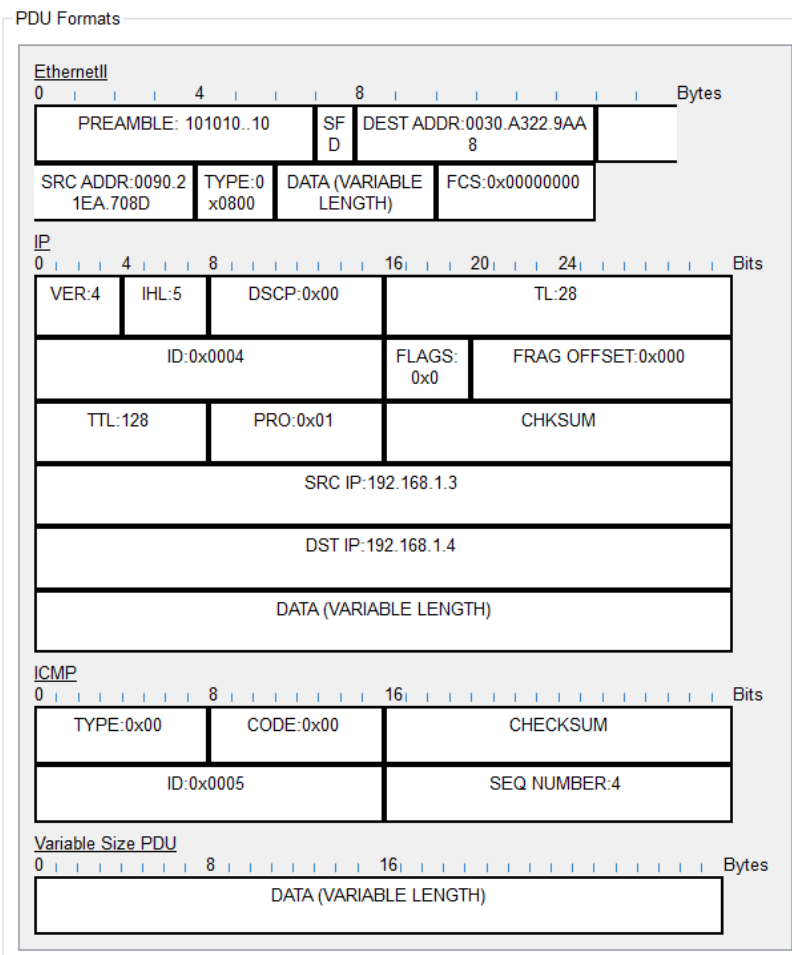 PDU Formats
EthernetII
0 4 8 Bytes
PREAMBLE: 101010..10 SF DEST ADDR:0030.A322.9AA
D 8
SRC ADDR:0090.2 TYPE:0 DATA (VARIABLE FCS:0x00000000
1EA.708D x0800 LENGTH)
IP
0 4 8 16 20 24 Bits
VER:4 IHL:5 DSCP:0x00 TL:28
ID:0x0004 FLAGS: FRAG OFFSET:0x000
0x0
TTL:128 PRO:0x01 CHKSUM
SRC IP:192.168.1.3
DST IP:192.168.1.4
DATA (VARIABLE LENGTH)
ICMP
0 8 16 Bits
TYPE:0x00 CODE:0x00 CHECKSUM
ID:0x0005 SEQ NUMBER:4
Variable Size PDU
0 8 16 Bytes
DATA (VARIABLE LENGTH)